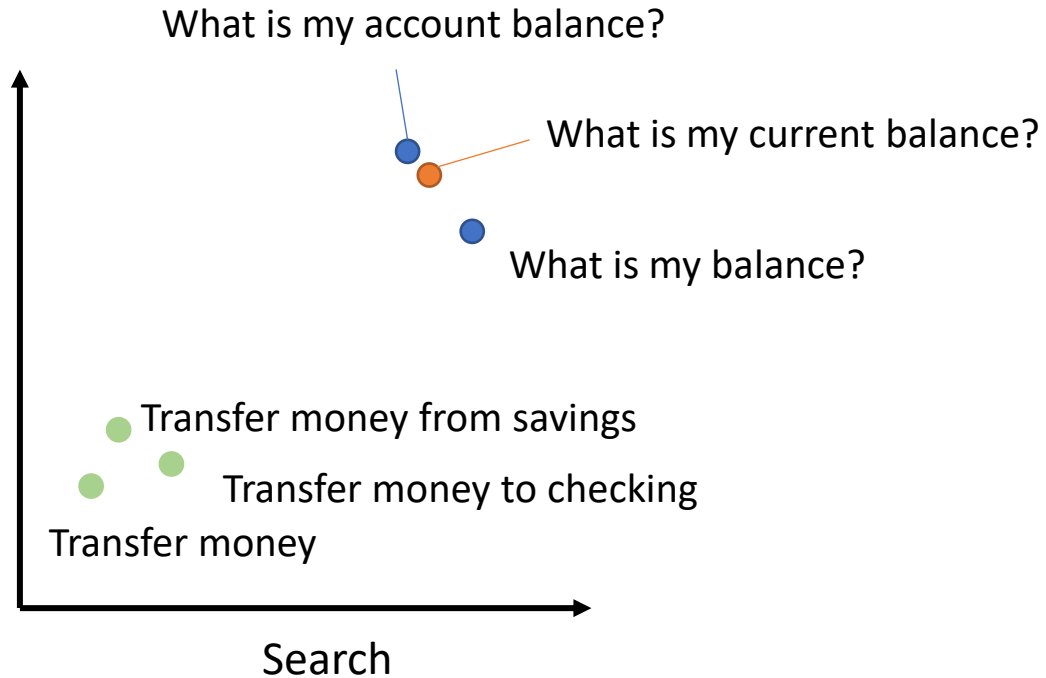 What is my account balance?
What is my current balance?
What is my balance?
Transfer money from savings
Transfer money to checking
Transfer money
Search